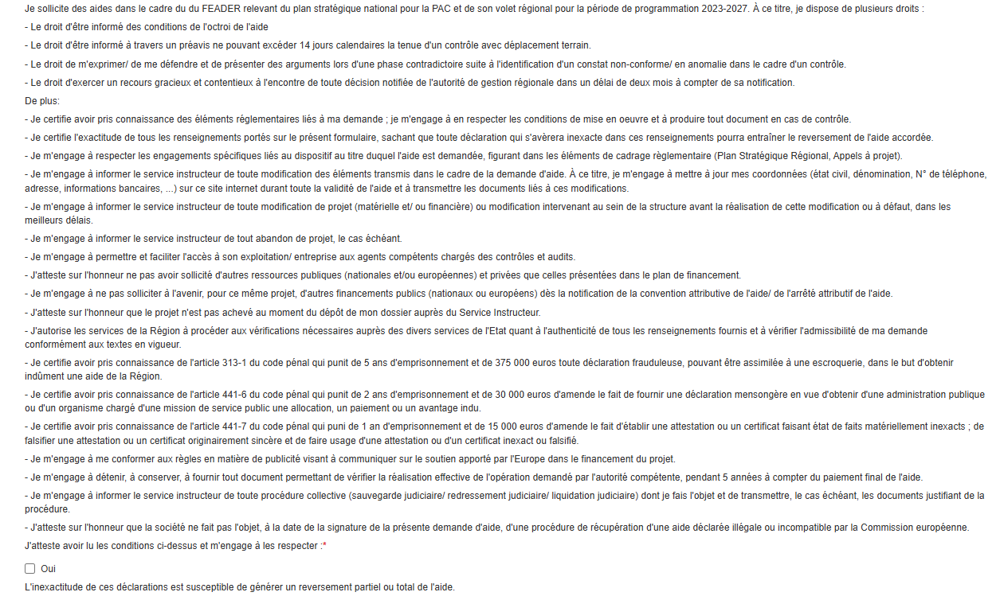 Je sollicite des aides dans le cadre du du FEADER relevant du plan stratégique national pour la PAC et de son volet régional pour la période de programmation 2023-2027. À ce titre, je dispose de plusieurs droits :
- Le droit d'être informé des conditions de l'octroi de l'aide
- Le droit d'être informé à travers un préavis ne pouvant excéder 14 jours calendaires la tenue d'un contrôle avec déplacement terrain.
- Le droit de m'exprimer/ de me défendre et de présenter des arguments lors d'une phase contradictoire suite à l'identification d'un constat non-conforme/ en anomalie dans le cadre d'un contrôle.
- Le droit d'exercer un recours gracieux et contentieux à l'encontre de toute décision notifiée de l'autorité de gestion régionale dans un délai de deux mois à compter de sa notification.
De plus:
- Je certifie avoir pris connaissance des éléments réglementaires liés à ma demande ; je m'engage à en respecter les conditions de mise en oeuvre et à produire tout document en cas de contrôle.
- Je certifie l'exactitude de tous les renseignements portés sur le présent formulaire, sachant que toute déclaration qui s'avèrera inexacte dans ces renseignements pourra entraîner le reversement de l'aide accordée.
- Je m'engage à respecter les engagements spécifiques liés au dispositif au titre duquel l'aide est demandée, figurant dans les éléments de cadrage règlementaire (Plan Stratégique Régional, Appels à projet).
- Je m'engage à informer le service instructeur de toute modification des éléments transmis dans le cadre de la demande d'aide. À ce titre, je m'engage à mettre à jour mes coordonnées (état civil, dénomination, N° de téléphone,
adresse, informations bancaires, ...) sur ce site internet durant toute la validité de l'aide et à transmettre les documents liés à ces modifications.
- Je m'engage à informer le service instructeur de toute modification de projet (matérielle et/ ou financière) ou modification intervenant au sein de la structure avant la réalisation de cette modification ou à défaut, dans les
meilleurs délais.
- Je m'engage à informer le service instructeur de tout abandon de projet, le cas échéant.
- Je m'engage à permettre et faciliter l'accès à son exploitation/ entreprise aux agents compétents chargés des contrôles et audits.
- J'atteste sur l'honneur ne pas avoir sollicité d'autres ressources publiques (nationales et/ou européennes) et privées que celles présentées dans le plan de financement.
- Je m'engage à ne pas solliciter à l'avenir, pour ce même projet, d'autres financements publics (nationaux ou européens) dès la notification de la convention attributive de l'aide/ de l'arrêté attributif de l'aide.
- J'atteste sur l'honneur que le projet n'est pas achevé au moment du dépôt de mon dossier auprès du Service Instructeur.
- J'autorise les services de la Région à procéder aux vérifications nécessaires auprès des divers services de l'Etat quant à l'authenticité de tous les renseignements fournis et à vérifier l'admissibilité de ma demande
conformément aux textes en vigueur.
- Je certifie avoir pris connaissance de l'article 313-1 du code pénal qui punit de 5 ans d'emprisonnement et de 375 000 euros toute déclaration frauduleuse, pouvant être assimilée à une escroquerie, dans le but d'obtenir
indûment une aide de la Région.
- Je certifie avoir pris connaissance de l'article 441-6 du code pénal qui punit de 2 ans d'emprisonnement et de 30 000 euros d'amende le fait de fournir une déclaration mensongère en vue d'obtenir d'une administration publique
ou d'un organisme chargé d'une mission de service public une allocation, un paiement ou un avantage indu.
- Je certifie avoir pris connaissance de l'article 441-7 du code pénal qui puni de 1 an d'emprisonnement et de 15 000 euros d'amende le fait d'établir une attestation ou un certificat faisant état de faits matériellement inexacts ; de
falsifier une attestation ou un certificat originairement sincère et de faire usage d'une attestation ou d'un certificat inexact ou falsifié.
- Je m'engage à me conformer aux règles en matière de publicité visant à communiquer sur le soutien apporté par l'Europe dans le financement du projet.
- Je m'engage à détenir, à conserver, à fournir tout document permettant de vérifier la réalisation effective de l'opération demandé par l'autorité compétente, pendant 5 années à compter du paiement final de l'aide.
- Je m'engage à informer le service instructeur de toute procédure collective (sauvegarde judiciaire/ redressement judiciaire/ liquidation judiciaire) dont je fais l'objet et de transmettre, le cas échéant, les documents justifiant de la
procédure.
- J'atteste sur l'honneur que la société ne fait pas l'objet, à la date de la signature de la présente demande d'aide, d'une procédure de récupération d'une aide déclarée illégale ou incompatible par la Commission européenne.
J'atteste avoir lu les conditions ci-dessus et m'engage à les respecter :*
Oui
L'inexactitude de ces déclarations est susceptible de générer un reversement partiel ou total de l'aide.